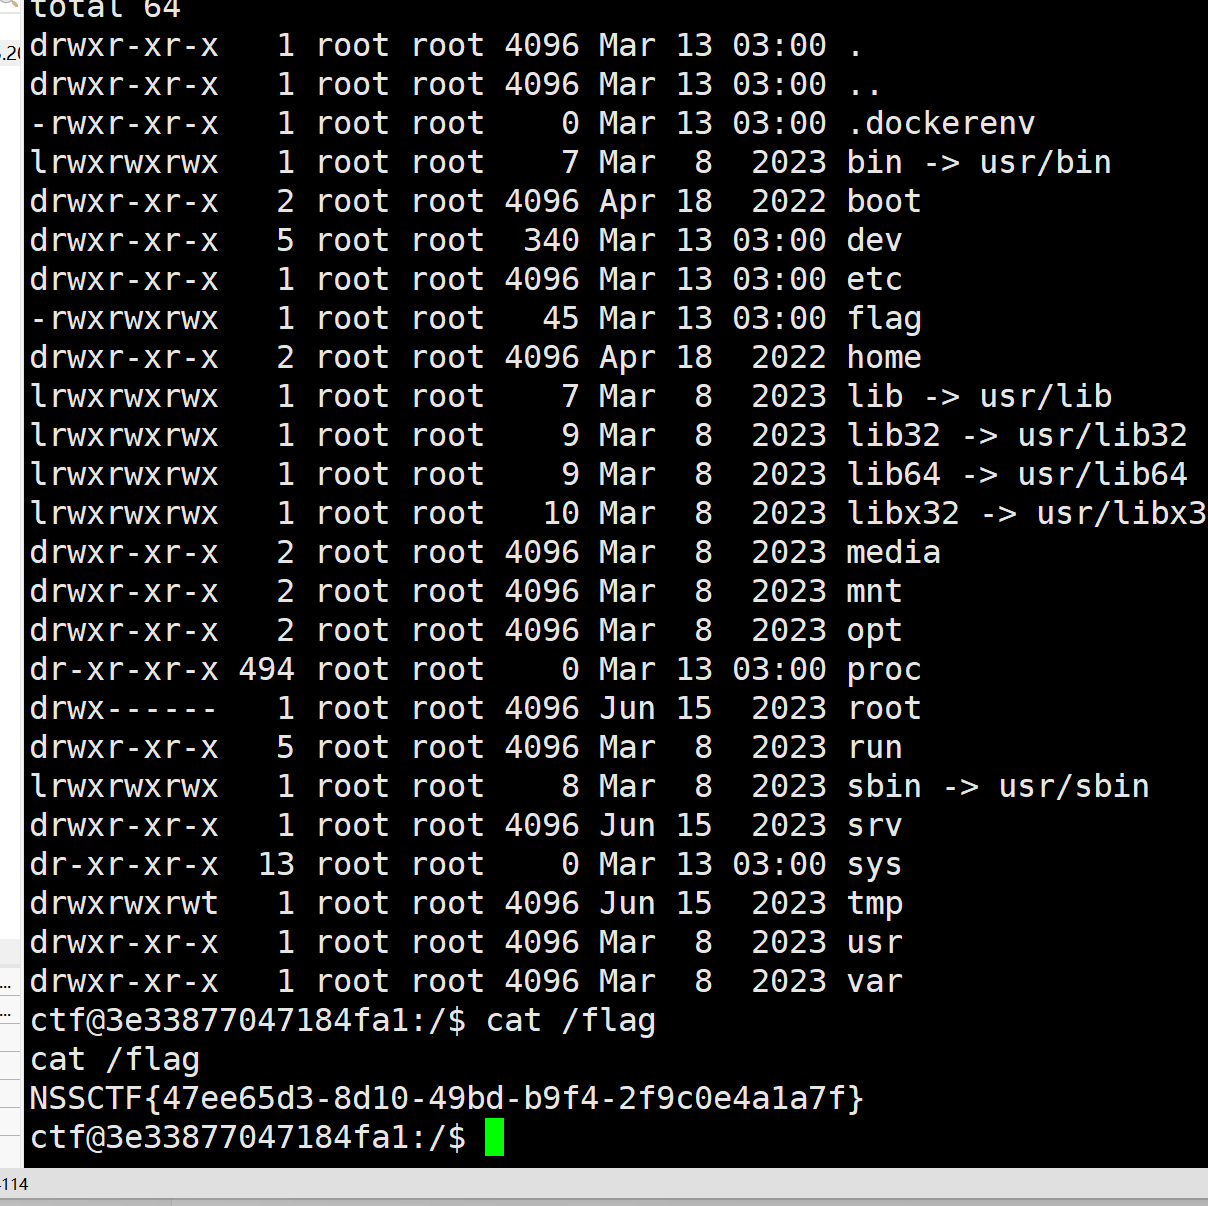 total 64
drwxr-xr-x   1 root root 4096 Mar 13 03:00 .
drwxr-xr-x   1 root root 4096 Mar 13 03:00 ..
-rwxr-xr-x   1 root root    0 Mar 13 03:00 .dockerenv
lrwxrwxrwx   1 root root    7 Mar  8  2023 bin -> usr/bin
drwxr-xr-x   2 root root 4096 Apr 18  2022 boot
drwxr-xr-x   5 root root  340 Mar 13 03:00 dev
drwxr-xr-x   1 root root 4096 Mar 13 03:00 etc
-rwxrwxrwx   1 root root   45 Mar 13 03:00 flag
drwxr-xr-x   2 root root 4096 Apr 18  2022 home
lrwxrwxrwx   1 root root    7 Mar  8  2023 lib -> usr/lib
lrwxrwxrwx   1 root root    9 Mar  8  2023 lib32 -> usr/lib32
lrwxrwxrwx   1 root root    9 Mar  8  2023 lib64 -> usr/lib64
lrwxrwxrwx   1 root root   10 Mar  8  2023 libx32 -> usr/libx3
drwxr-xr-x   2 root root 4096 Mar  8  2023 media
drwxr-xr-x   2 root root 4096 Mar  8  2023 mnt
drwxr-xr-x   2 root root 4096 Mar  8  2023 opt
dr-xr-xr-x 494 root root    0 Mar 13 03:00 proc
drwx------   1 root root 4096 Jun 15  2023 root
drwxr-xr-x   5 root root 4096 Mar  8  2023 run
lrwxrwxrwx   1 root root    8 Mar  8  2023 sbin -> usr/sbin
drwxr-xr-x   1 root root 4096 Jun 15  2023 srv
dr-xr-xr-x  13 root root    0 Mar 13 03:00 sys
drwxrwxrwt   1 root root 4096 Jun 15  2023 tmp
drwxr-xr-x   1 root root 4096 Mar  8  2023 usr
drwxr-xr-x   1 root root 4096 Mar  8  2023 var
ctf@3e33877047184fa1:/$ cat /flag
cat /flag
NSSCTF{47ee65d3-8d10-49bd-b9f4-2f9c0e4a1a7f}
ctf@3e33877047184fa1:/$
114